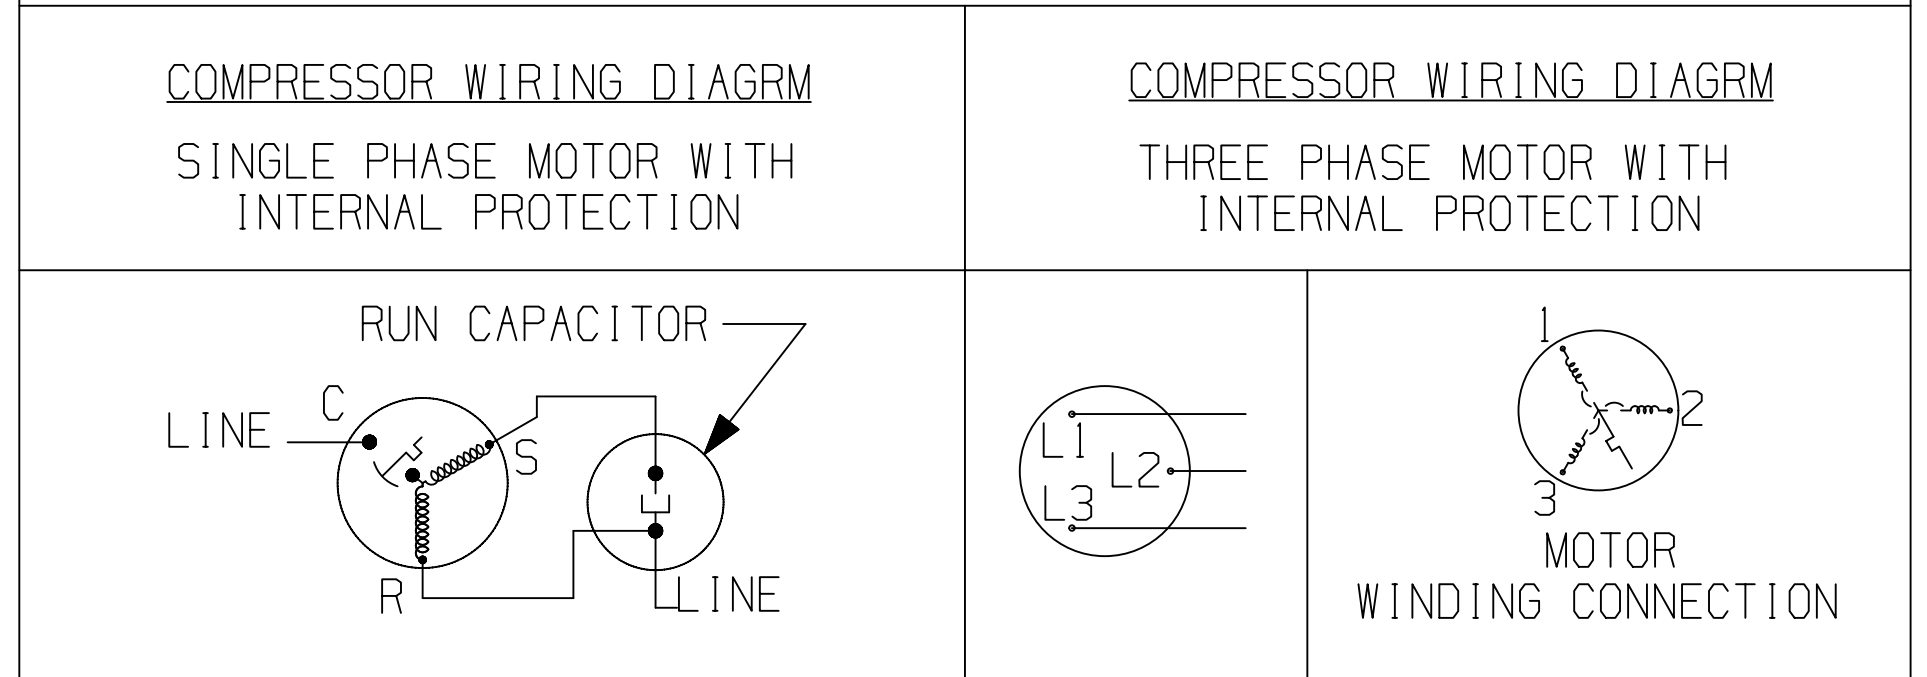 COMPRESSOR WIRING DIAGRM
SINGLE PHASE MOTOR WITH
INTERNAL PROTECTION
COMPRESSOR WIRING DIAGRM
THREE PHASE MOTOR WITH
INTERNAL PROTECTION
RUN CAPACITOR
C
LINE
S
R
LINE
L1
L2
L3
1
2
3
MOTOR
WINDING CONNECTION